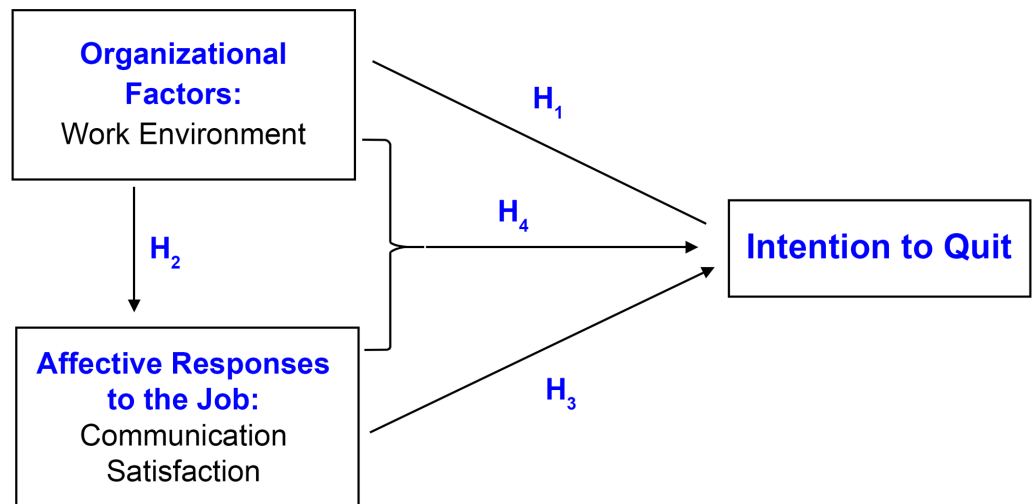 Organizational
Factors:
Work Environment
H₁
H₄
H₂
Intention to Quit
Affective Responses
to the Job:
Communication
Satisfaction
H₃